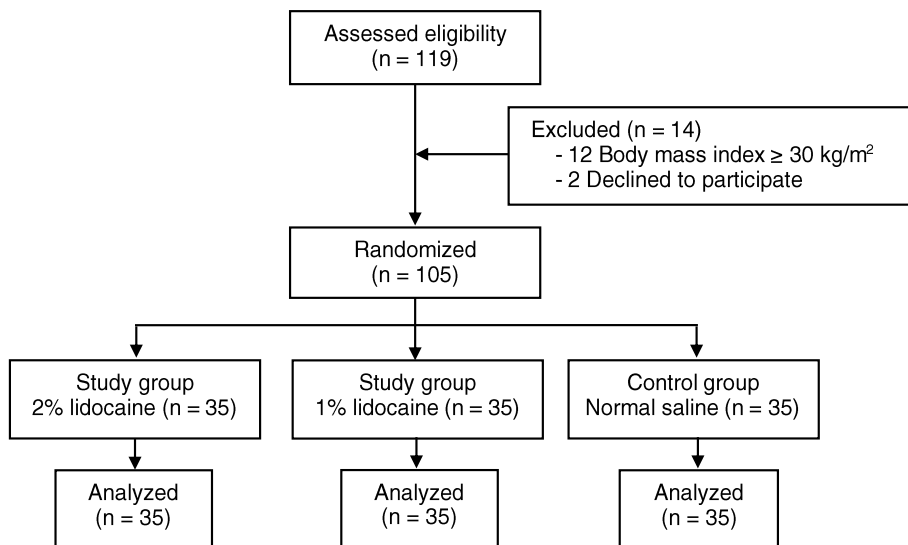 Assessed eligibility
(n = 119)
Excluded (n = 14)
- 12 Body mass index ≥ 30 kg/m²
- 2 Declined to participate
Randomized
(n = 105)
Study group
2% lidocaine (n = 35)
Study group
1% lidocaine (n = 35)
Control group
Normal saline (n = 35)
Analyzed
(n = 35)
Analyzed
(n = 35)
Analyzed
(n = 35)